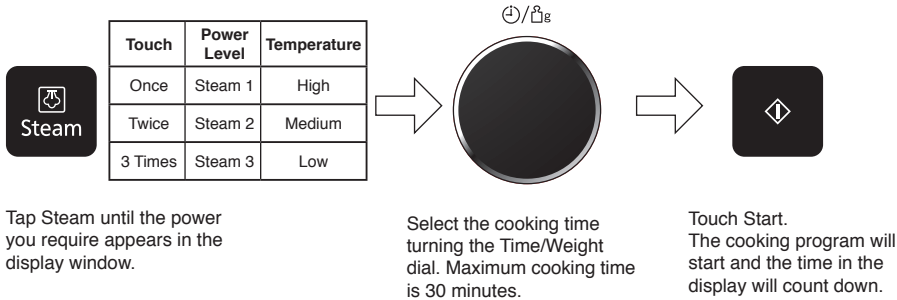 / g
Steam
Touch Power Level Temperature
Once Steam 1 High
Twice Steam 2 Medium
3 Times Steam 3 Low
Tap Steam until the power
you require appears in the
display window.
Select the cooking time
turning the Time/Weight
dial. Maximum cooking time
is 30 minutes.
Touch Start.
The cooking program will
start and the time in the
display will count down.